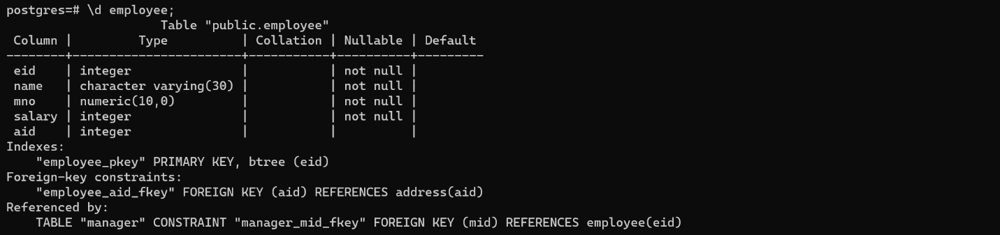 postgres=# \d employee;
                     Table "public.employee"
 Column |         Type          | Collation | Nullable | Default
--------+-----------------------+-----------+----------+---------
 eid    | integer               |           | not null |
 name   | character varying(30) |           | not null |
 mno    | numeric(10,0)         |           | not null |
 salary | integer               |           | not null |
 aid    | integer               |           |          |
Indexes:
    "employee_pkey" PRIMARY KEY, btree (eid)
Foreign-key constraints:
    "employee_aid_fkey" FOREIGN KEY (aid) REFERENCES address(aid)
Referenced by:
    TABLE "manager" CONSTRAINT "manager_mid_fkey" FOREIGN KEY (mid) REFERENCES employee(eid)